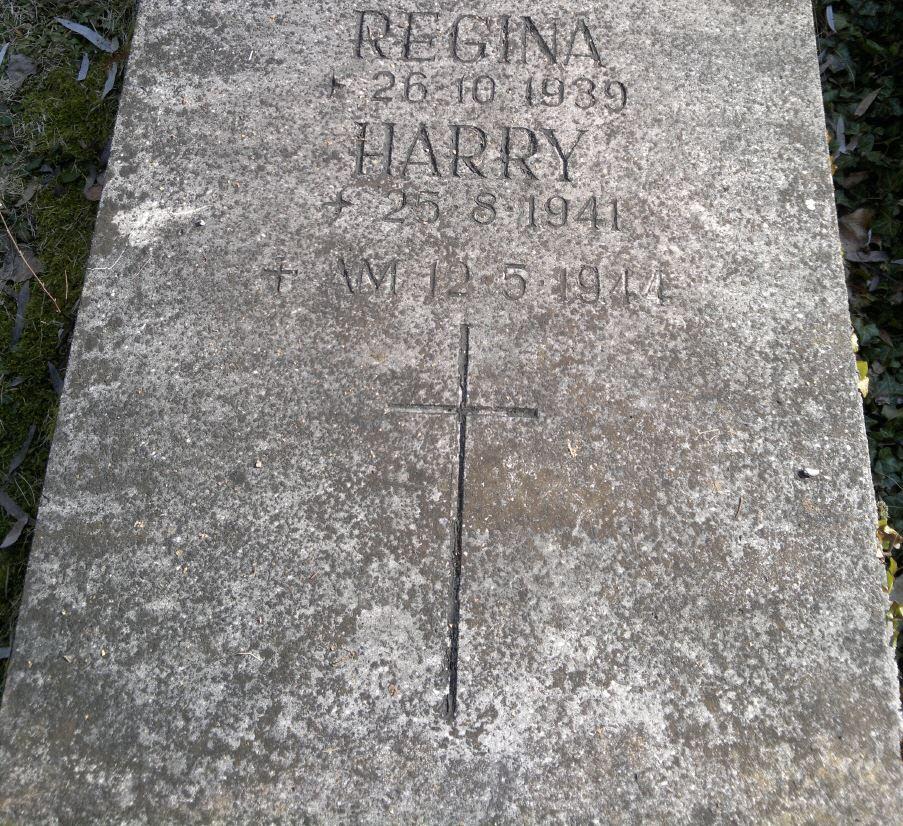 REGINA
* 26·10·1939
HARRY
* 25·8·1941
† AM 12·5·1944